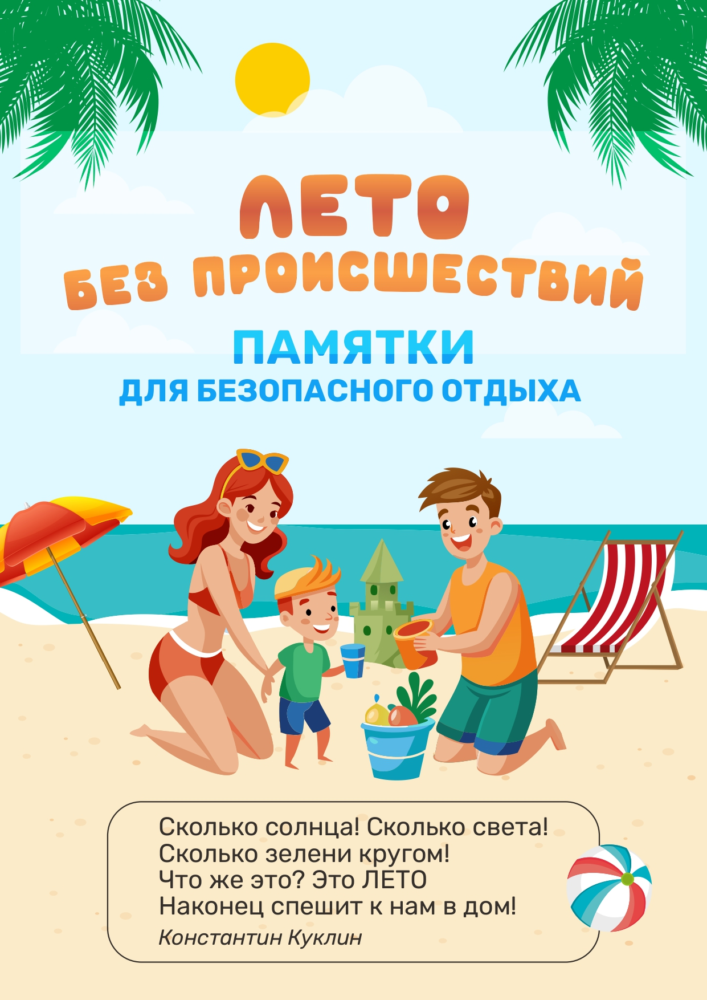 ЛЕТО
БЕЗ ПРОИСШЕСТВИЙ
ПАМЯТКИ
ДЛЯ БЕЗОПАСНОГО ОТДЫХА
Сколько солнца! Сколько света!
Сколько зелени кругом!
Что же это? Это ЛЕТО
Наконец спешит к нам в дом!
Константин Куклин